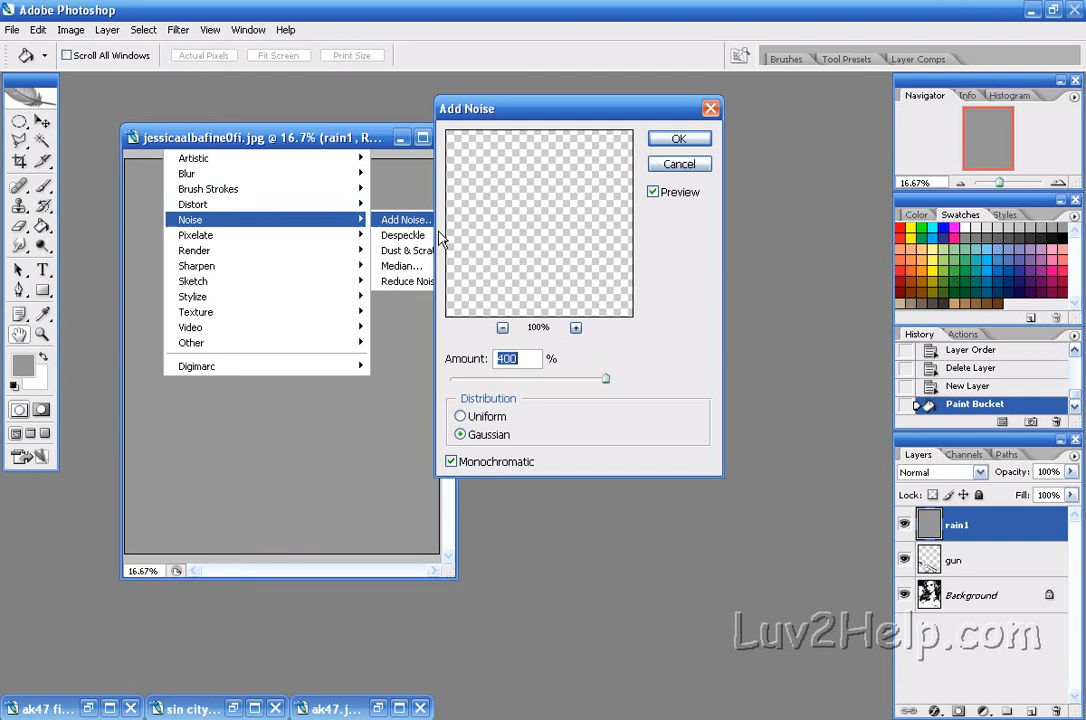 Adobe Photoshop
File Edit Image Layer Select Filter View Window Help
Scroll All Windows Actual Pixels Fit Screen Print Size
Brushes Tool Presets Layer Comps
jessicaalbafine0fi.jpg @ 16.7% (rain1, R...
Artistic
Blur
Brush Strokes
Distort
Noise
Pixelate
Render
Sharpen
Sketch
Stylize
Texture
Video
Other
Digimarc
Add Noise...
Despeckle
Dust & Scra
Median...
Reduce Nois
16.67%
Add Noise
OK
Cancel
Preview
100%
Amount: 400 %
Distribution
Uniform
Gaussian
Monochromatic
Navigator Info Histogram
16.67%
Color Swatches Styles
History Actions
Layer Order
Delete Layer
New Layer
Paint Bucket
Layers Channels Paths
Normal Opacity: 100%
Lock: Fill: 100%
rain1
gun
Background
Luv2Help.com
ak47 fi... sin city... ak47.j...